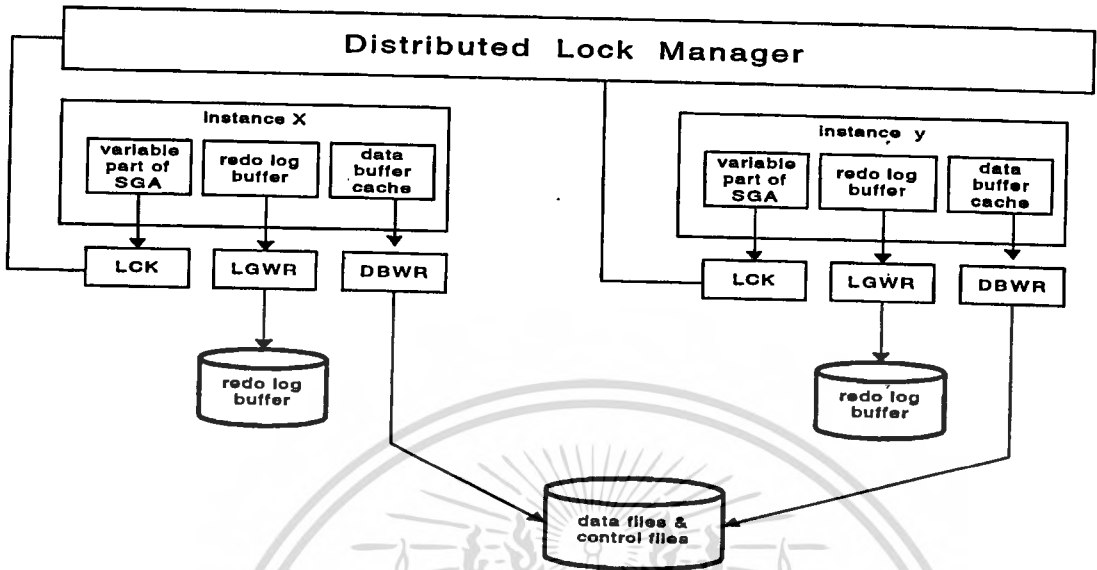 Distributed Lock Manager
Instance X
variable
part of
SGA
redo log
buffer
data
buffer
cache
LCK
LGWR
DBWR
redo log
buffer
Instance y
variable
part of
SGA
redo log
buffer
data
buffer
cache
LCK
LGWR
DBWR
redo log
buffer
data files &
control files